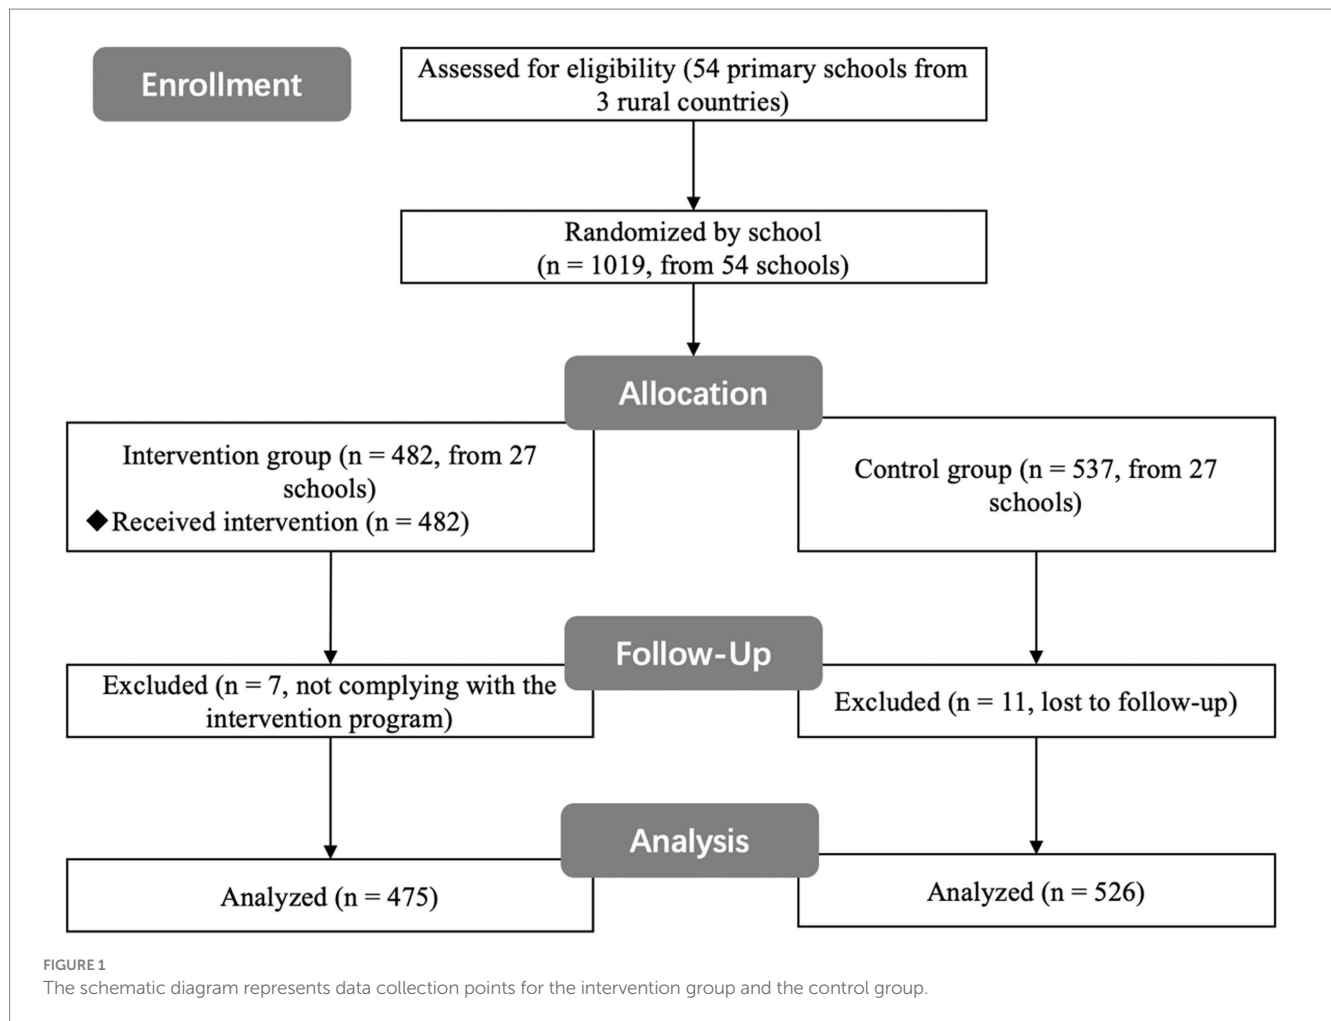 Enrollment
Assessed for eligibility (54 primary schools from
3 rural countries)
Randomized by school
(n = 1019, from 54 schools)
Allocation
Intervention group (n = 482, from 27
schools)
◆Received intervention (n = 482)
Control group (n = 537, from 27
schools)
Follow-Up
Excluded (n = 7, not complying with the
intervention program)
Excluded (n = 11, lost to follow-up)
Analysis
Analyzed (n = 475)
Analyzed (n = 526)
FIGURE 1
The schematic diagram represents data collection points for the intervention group and the control group.